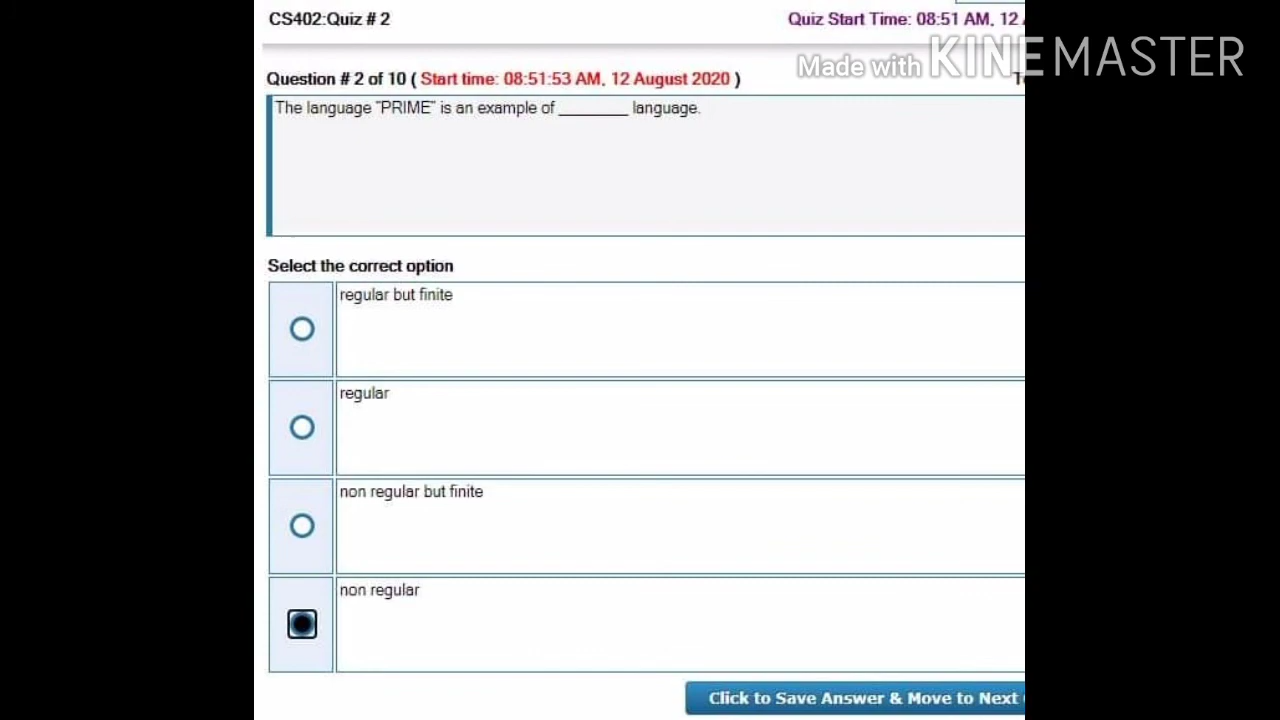 CS402:Quiz # 2
Quiz Start Time: 08:51 AM, 12
Made with KINEMASTER
Question # 2 of 10 ( Start time: 08:51:53 AM, 12 August 2020 )
The language "PRIME" is an example of ________ language.
Select the correct option
regular but finite
regular
non regular but finite
non regular
Click to Save Answer & Move to Next